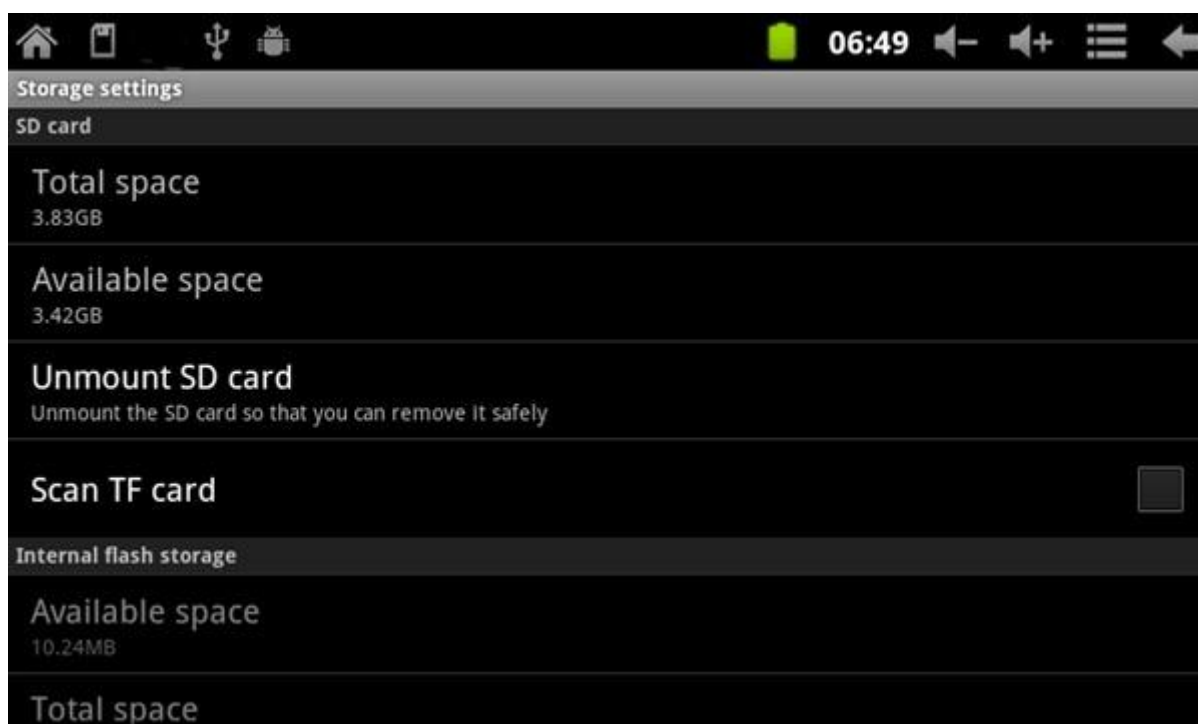 06:49
Storage settings
SD card
Total space
3.83GB
Available space
3.42GB
Unmount SD card
Unmount the SD card so that you can remove it safely
Scan TF card
Internal flash storage
Available space
10.24MB
Total space